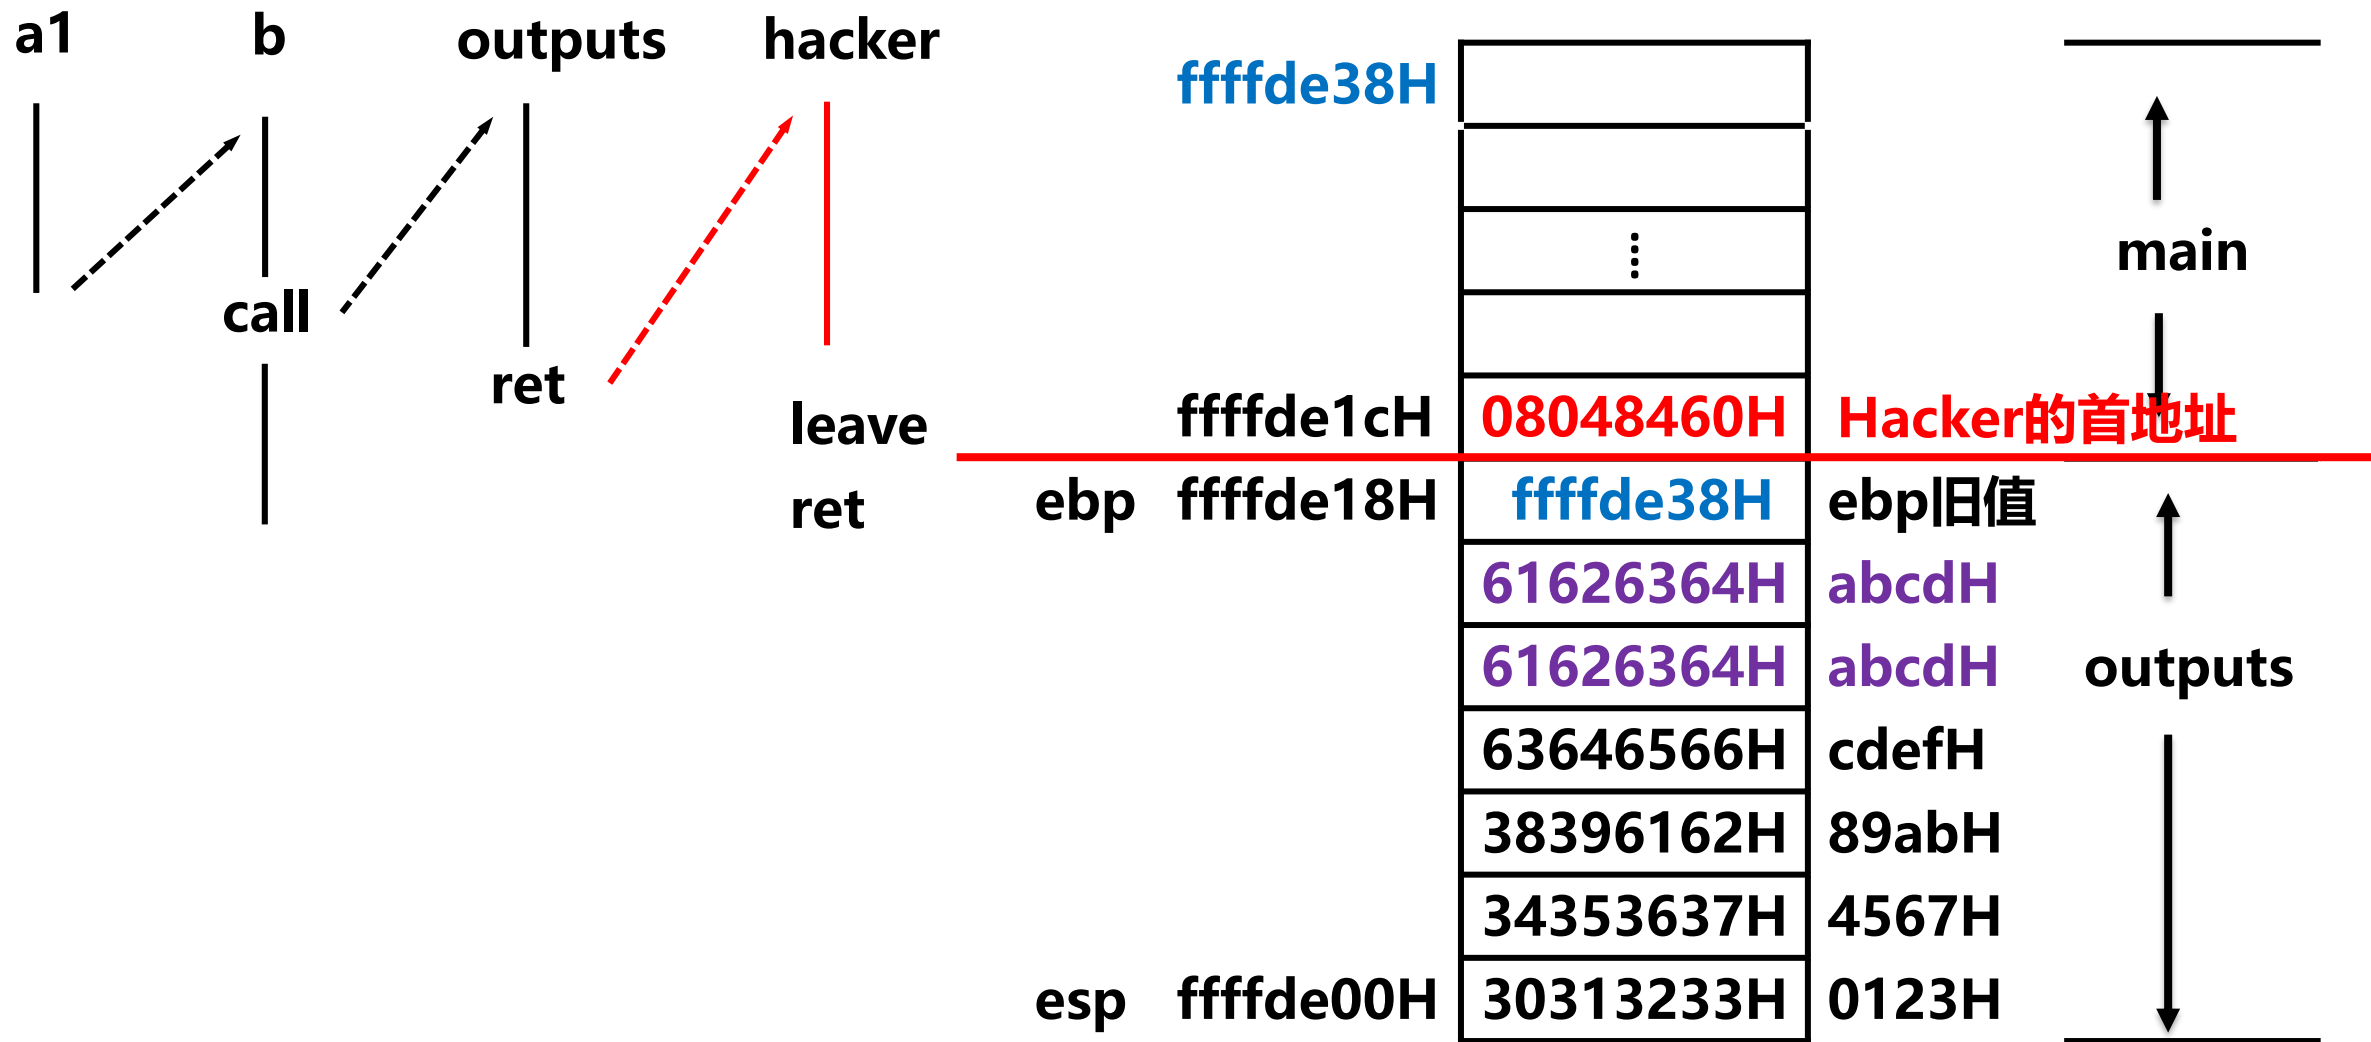 a1 b outputs hacker
call
ret
leave
ret
ffffde38H
main
ffffde1cH 08048460H Hacker的首地址
ebp ffffde18H ffffde38H ebp旧值
61626364H abcdH
61626364H abcdH outputs
63646566H cdefH
38396162H 89abH
34353637H 4567H
esp ffffde00H 30313233H 0123H